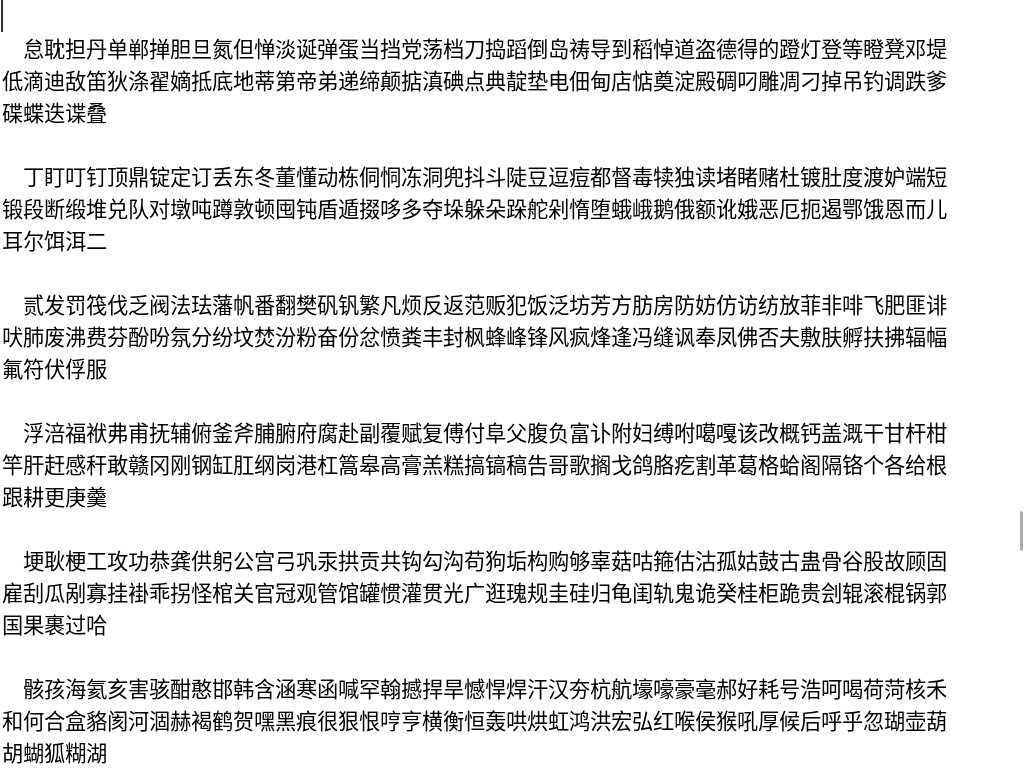 怠耽担丹单郸掸胆旦氮但惮淡诞弹蛋当挡党荡档刀捣蹈倒岛祷导到稻悼道盗德得的蹬灯登等瞪凳邓堤
低滴迪敌笛狄涤翟嫡抵底地蒂第帝弟递缔颠掂滇碘点典靛垫电佃甸店惦奠淀殿碉叼雕凋刁掉吊钓调跌爹
碟蝶迭谍叠
丁盯叮钉顶鼎锭定订丢东冬董懂动栋侗恫冻洞兜抖斗陡豆逗痘都督毒犊独读堵睹赌杜镀肚度渡妒端短
锻段断缎堆兑队对墩吨蹲敦顿囤钝盾遁掇哆多夺垛躲朵跺舵剁惰堕蛾峨鹅俄额讹娥恶厄扼遏鄂饿恩而儿
耳尔饵洱二
贰发罚筏伐乏阀法珐藩帆番翻樊矾钒繁凡烦反返范贩犯饭泛坊芳方肪房防妨仿访纺放菲非啡飞肥匪诽
吠肺废沸费芬酚吩氛分纷坟焚汾粉奋份忿愤粪丰封枫蜂峰锋风疯烽逢冯缝讽奉凤佛否夫敷肤孵扶拂辐幅
氟符伏俘服
浮涪福袱弗甫抚辅俯釜斧脯腑府腐赴副覆赋复傅付阜父腹负富讣附妇缚咐噶嘎该改概钙盖溉干甘杆柑
竿肝赶感秆敢赣冈刚钢缸肛纲岗港杠篙皋高膏羔糕搞镐稿告哥歌搁戈鸽胳疙割革葛格蛤阁隔铬个各给根
跟耕更庚羹
埂耿梗工攻功恭龚供躬公宫弓巩汞拱贡共钩勾沟苟狗垢构购够辜菇咕箍估沽孤姑鼓古蛊骨谷股故顾固
雇刮瓜剐寡挂褂乖拐怪棺关官冠观管馆罐惯灌贯光广逛瑰规圭硅归龟闺轨鬼诡癸桂柜跪贵刽辊滚棍锅郭
国果裹过哈
骸孩海氦亥害骇酣憨邯韩含涵寒函喊罕翰撼捍旱憾悍焊汗汉夯杭航壕嚎豪毫郝好耗号浩呵喝荷菏核禾
和何合盒貉阂河涸赫褐鹤贺嘿黑痕很狠恨哼亨横衡恒轰哄烘虹鸿洪宏弘红喉侯猴吼厚候后呼乎忽瑚壶葫
胡蝴狐糊湖